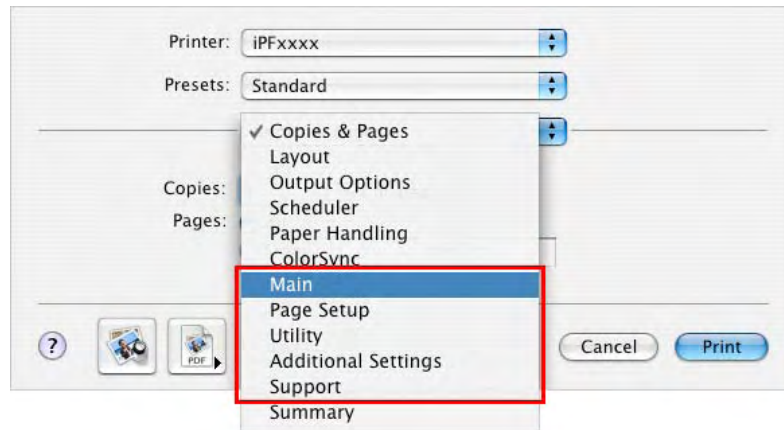 Printer: iPFxxxx
Presets: Standard
✓ Copies & Pages
Layout
Output Options
Copies:
Scheduler
Pages:
Paper Handling
ColorSync
Main
Page Setup
Utility
Additional Settings
Support
Summary
?
PDF
Cancel
Print